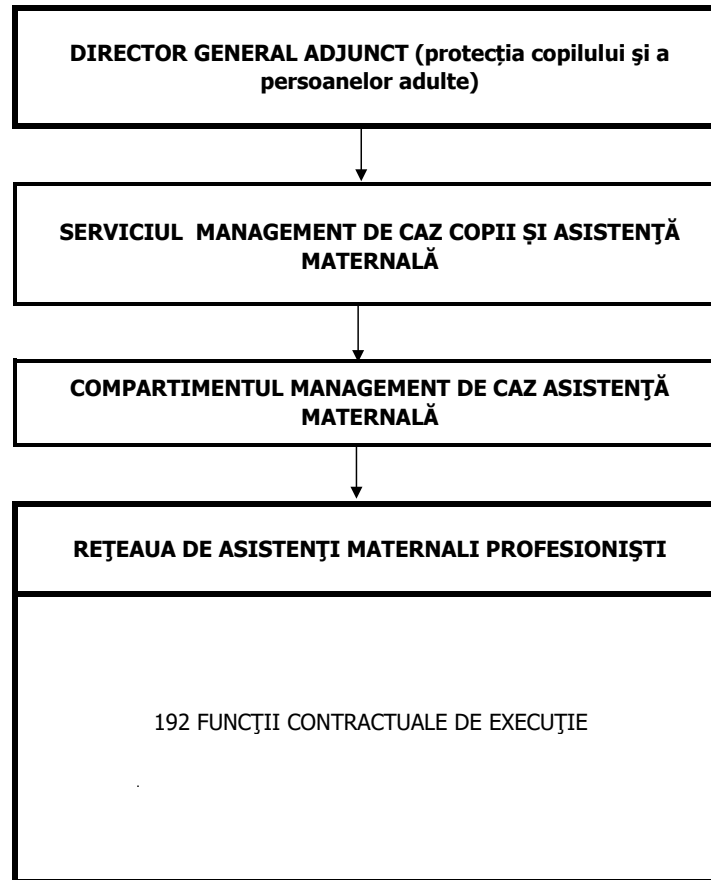 DIRECTOR GENERAL ADJUNCT (protecția copilului şi a
persoanelor adulte)
SERVICIUL MANAGEMENT DE CAZ COPII ȘI ASISTENŢĂ
MATERNALĂ
COMPARTIMENTUL MANAGEMENT DE CAZ ASISTENŢĂ
MATERNALĂ
REŢEAUA DE ASISTENŢI MATERNALI PROFESIONIŞTI
192 FUNCŢII CONTRACTUALE DE EXECUŢIE
.